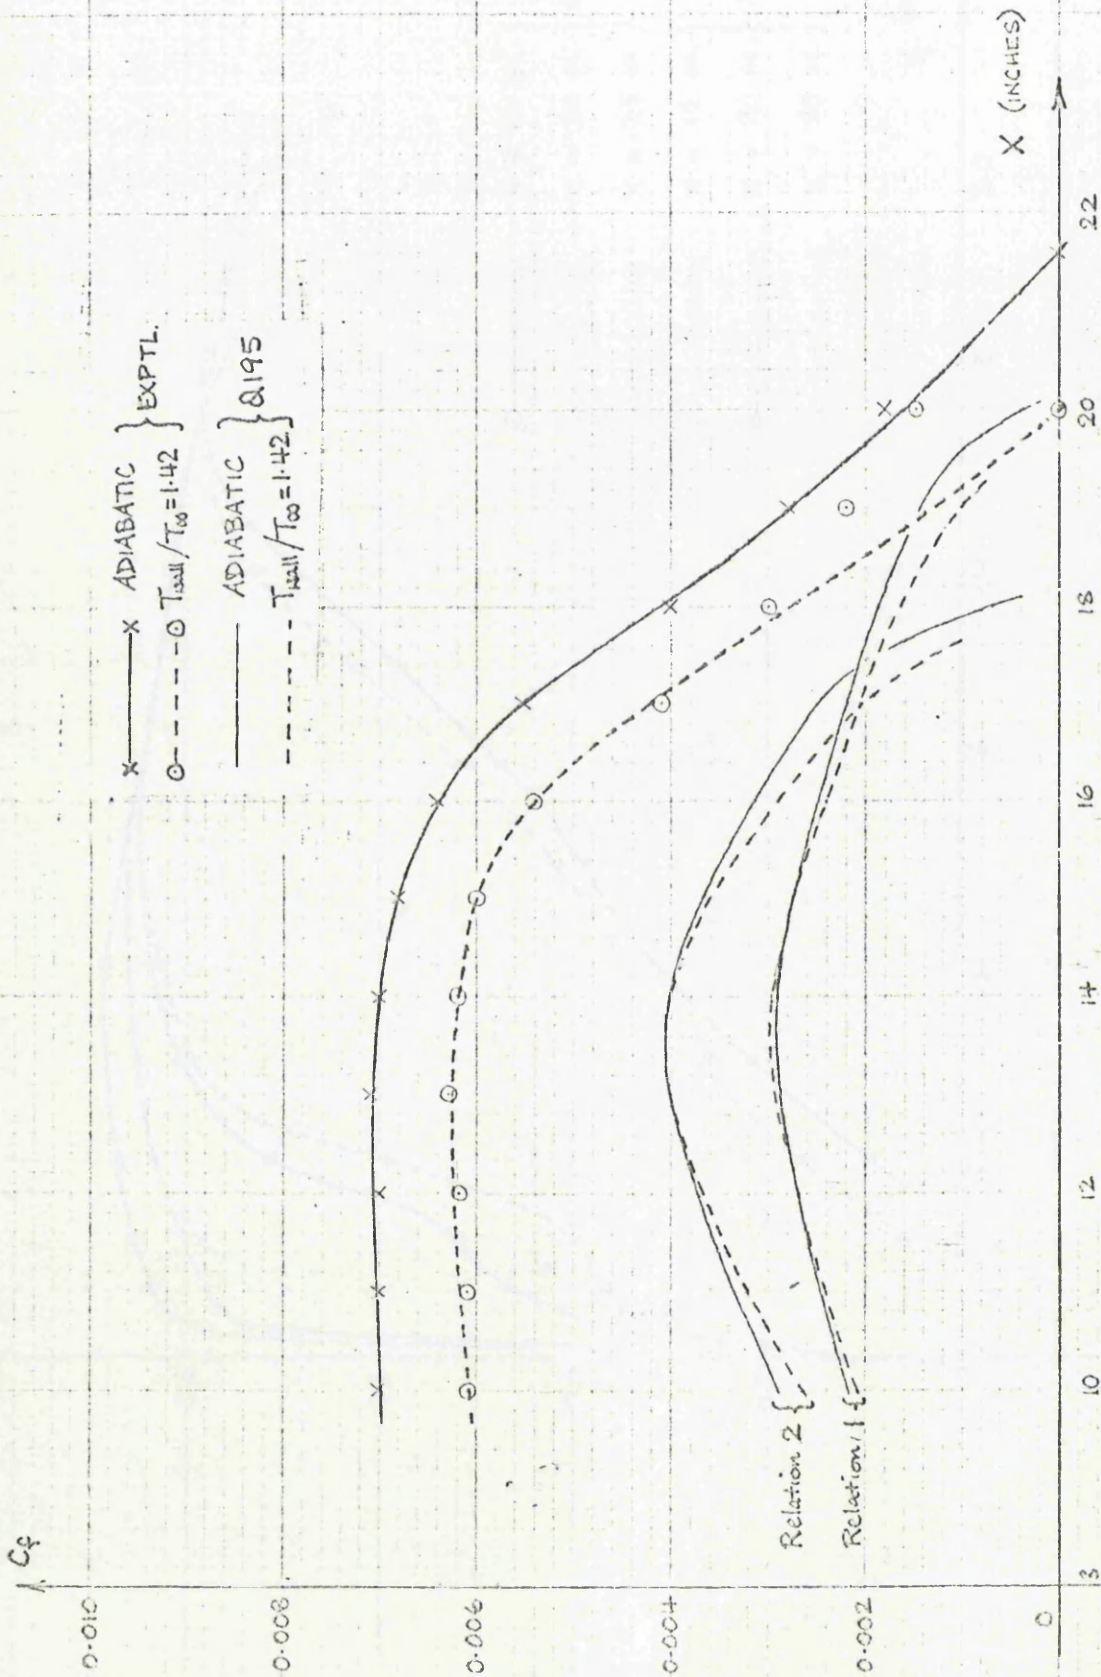 Cf
0.010
0.008
0.006
0.004
0.002
0
x——x ADIABATIC } EXPTL.
o-----o Twall/T∞ = 1.42
—— ADIABATIC } Q195
----- Twall/T∞ = 1.42
Relation 2 {
Relation 1 {
10
12
14
16
18
20
22
X (INCHES)